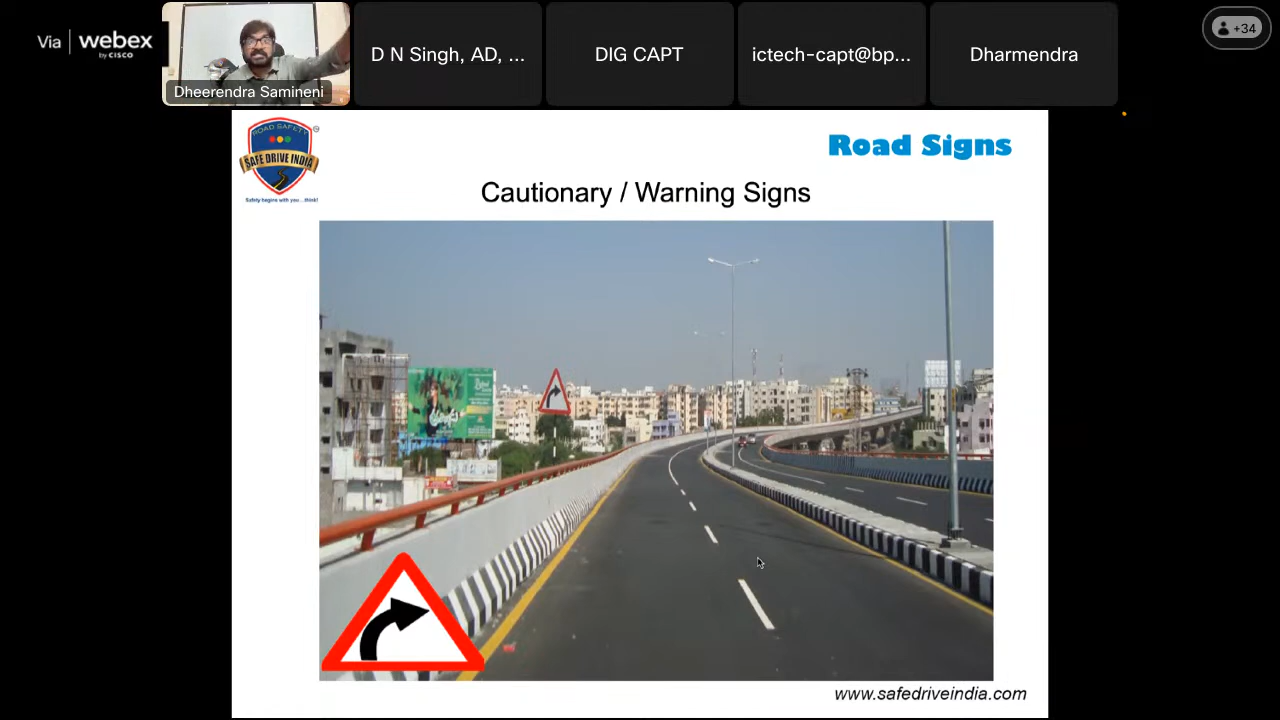 Via webex
by CISCO
Dheerendra Samineni
D N Singh, AD, ...
DIG CAPT
ictech-capt@bp...
Dharmendra
+34
ROAD SAFETY
SAFE DRIVE INDIA
Safety begins with you...think!
Road Signs
Cautionary / Warning Signs
www.safedriveindia.com